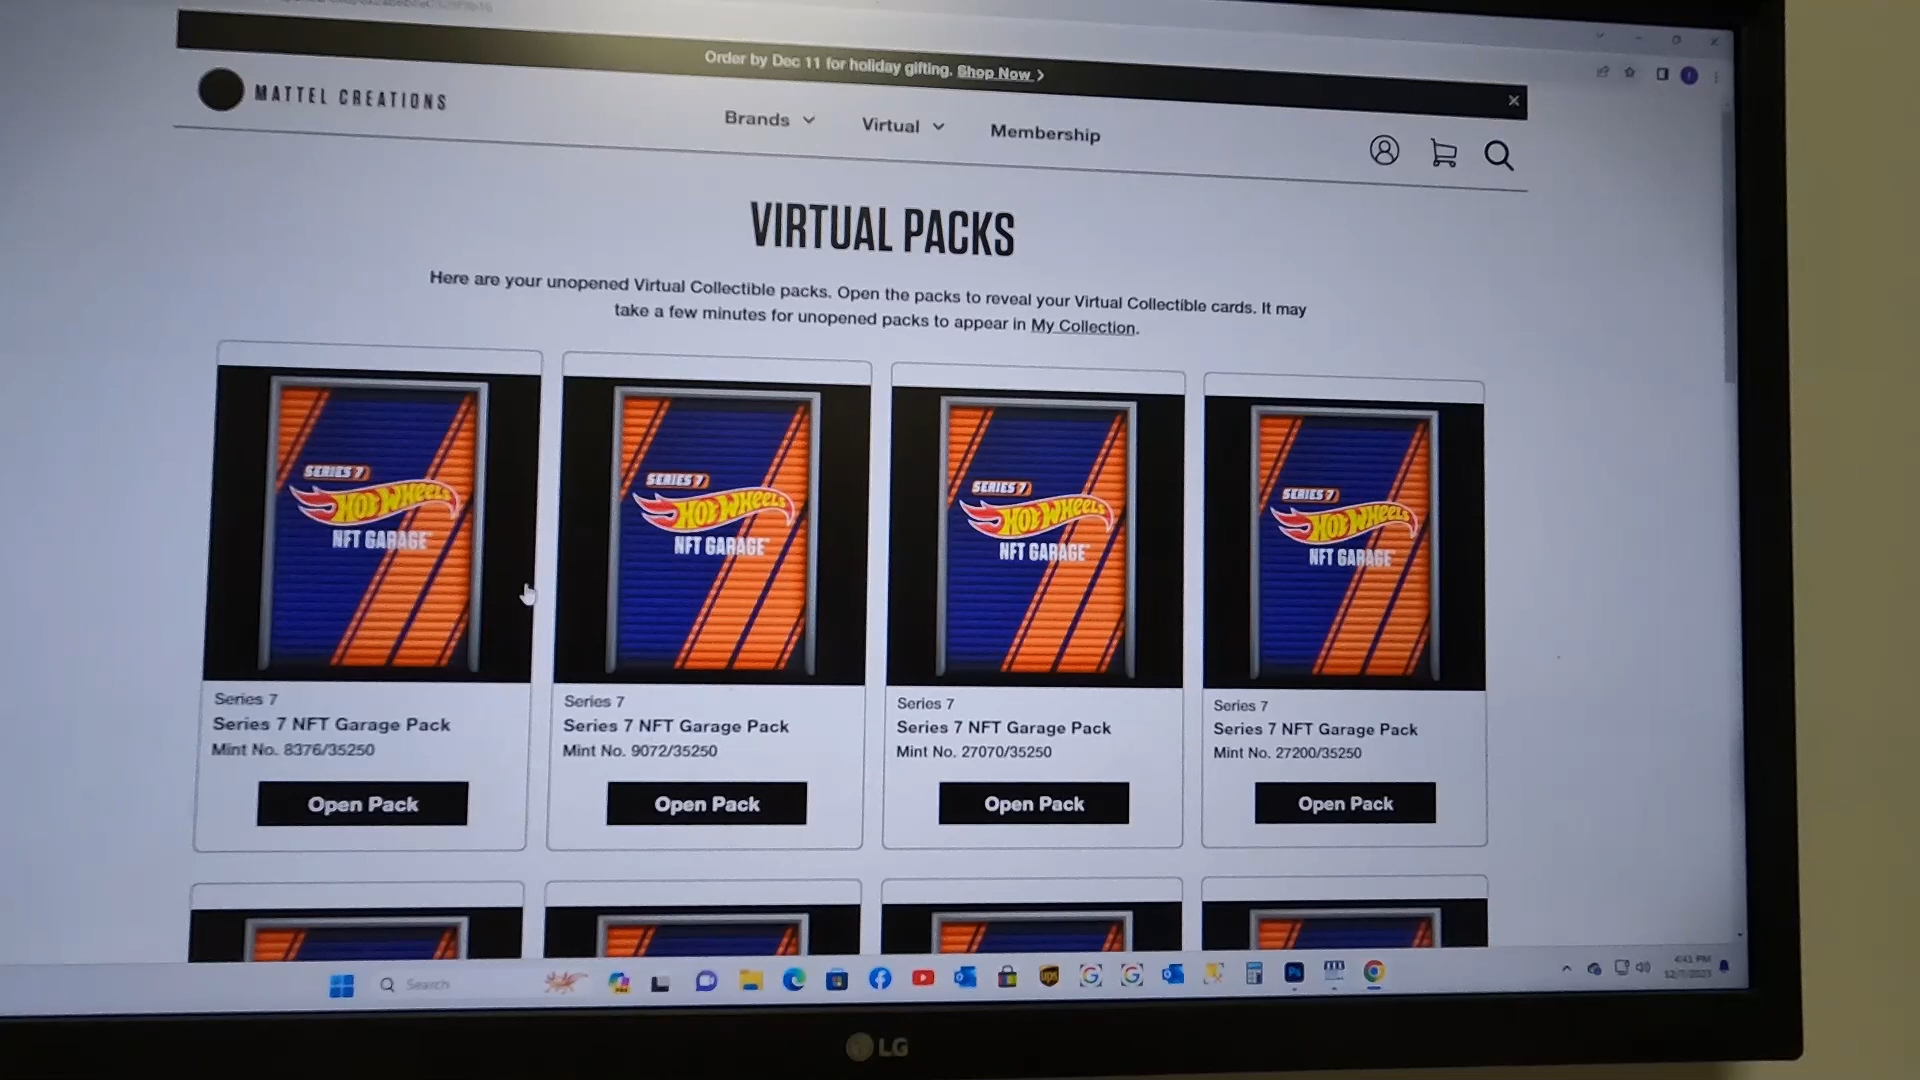 Order by Dec 11 for holiday gifting. Shop Now >
MATTEL CREATIONS
Brands
Virtual
Membership
VIRTUAL PACKS
Here are your unopened Virtual Collectible packs. Open the packs to reveal your Virtual Collectible cards. It may
take a few minutes for unopened packs to appear in My Collection.
SERIES 7
HOT WHEELS
NFT GARAGE
SERIES 7
HOT WHEELS
NFT GARAGE
SERIES 7
HOT WHEELS
NFT GARAGE
SERIES 7
HOT WHEELS
NFT GARAGE
Series 7
Series 7 NFT Garage Pack
Mint No. 8376/35250
Open Pack
Series 7
Series 7 NFT Garage Pack
Mint No. 9072/35250
Open Pack
Series 7
Series 7 NFT Garage Pack
Mint No. 27070/35250
Open Pack
Series 7
Series 7 NFT Garage Pack
Mint No. 27200/35250
Open Pack
Search
4:41 PM
12/7/2023
LG